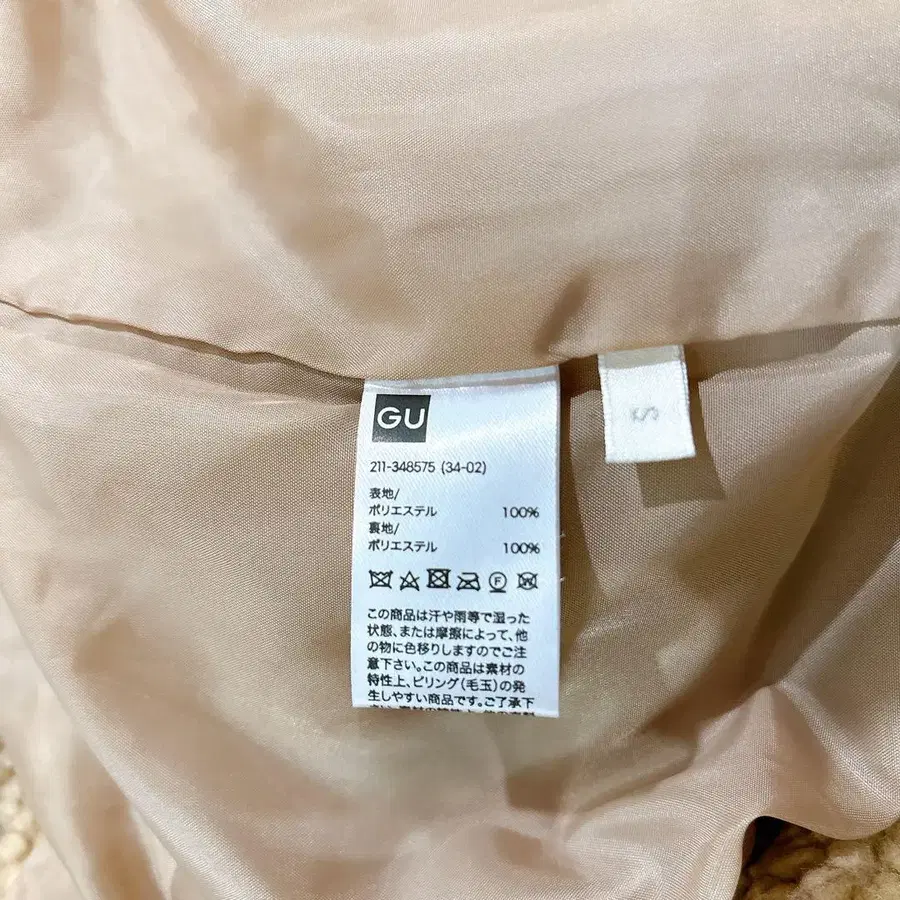 GU
211-348575 (34-02)
表地/
ポリエステル 100%
裏地/
ポリエステル 100%
F
W
この商品は汗や雨等で湿った
状態、または摩擦によって、他
の物に色移りしますのでご注
意下さい。この商品は素材の
特性上、ピリング(毛玉)の発
生しやすい商品です。ご了承下
S